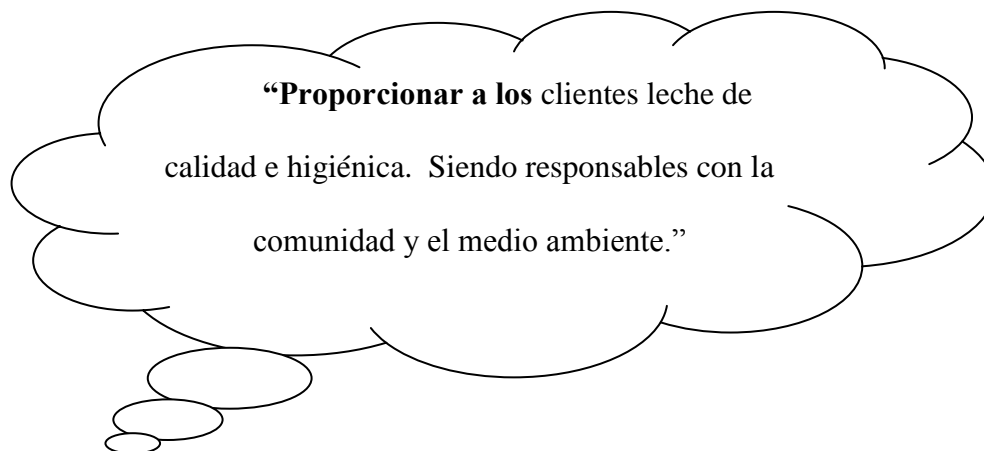 “Proporcionar a los clientes leche de
calidad e higiénica.  Siendo responsables con la
comunidad y el medio ambiente.”